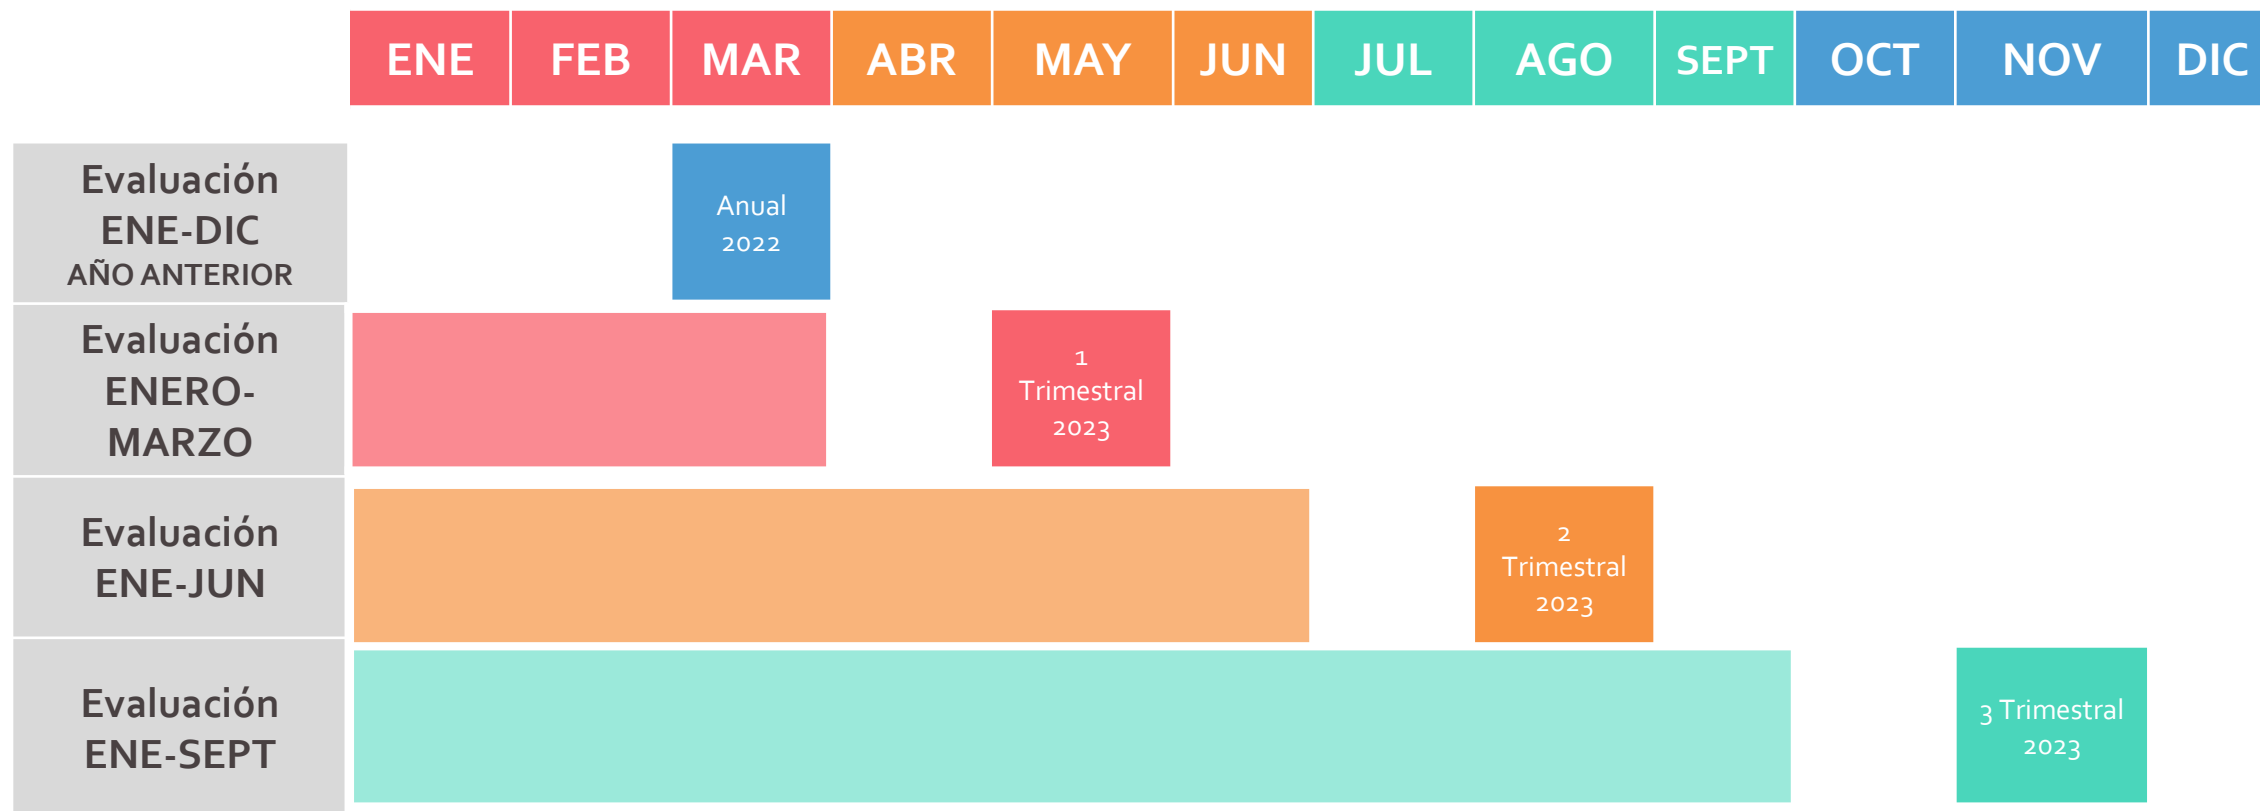 ENE FEB MAR ABR MAY JUN JUL AGO SEPT OCT NOV DIC
Evaluación
ENE-DIC
AÑO ANTERIOR
Anual
2022
Evaluación
ENERO-
MARZO
1
Trimestral
2023
Evaluación
ENE-JUN
2
Trimestral
2023
Evaluación
ENE-SEPT
3 Trimestral
2023